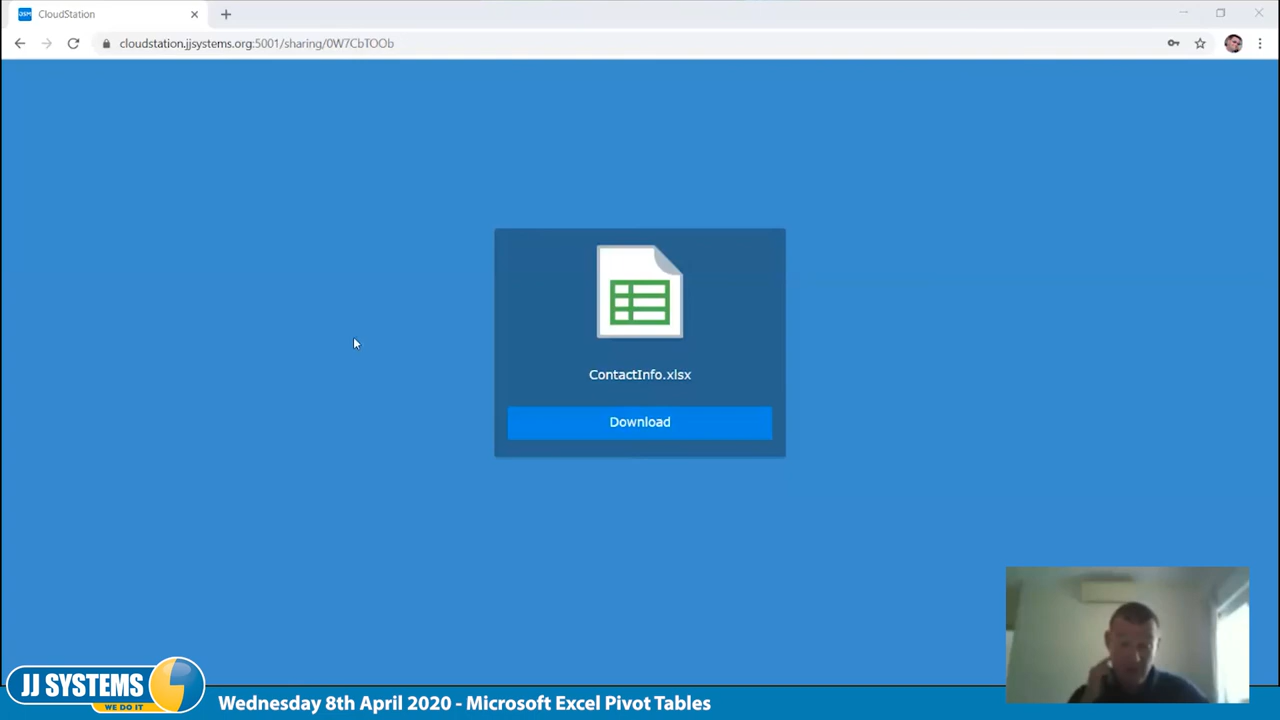 CloudStation
cloudstation.jjsystems.org:5001/sharing/0W7CbTOOb
ContactInfo.xlsx
Download
JJ SYSTEMS
WE DO IT
Wednesday 8th April 2020 - Microsoft Excel Pivot Tables